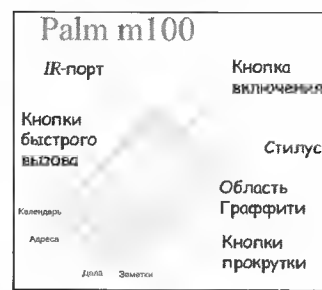 Palm m100
IR-порт
Кнопка
включения
Кнопки
быстрого
вызова
Стилус
Область
Граффити
Календарь
Адреса
Кнопки
прокрутки
Дела Заметки